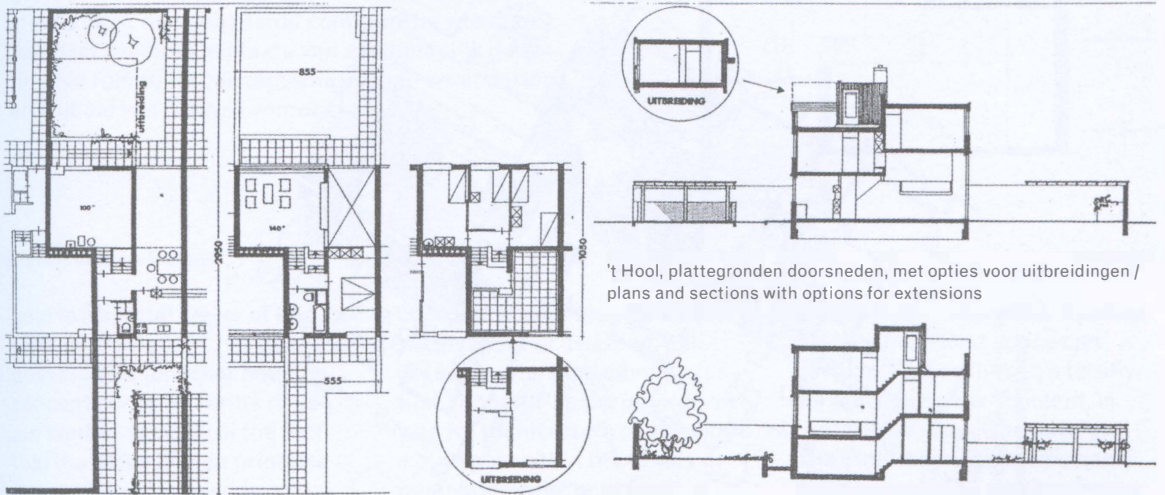 uitbreiding
100⁺
2950
853
140⁺
555
1050
UITBREIDING
UITBREIDING
't Hool, plattegronden doorsneden, met opties voor uitbreidingen /
plans and sections with options for extensions